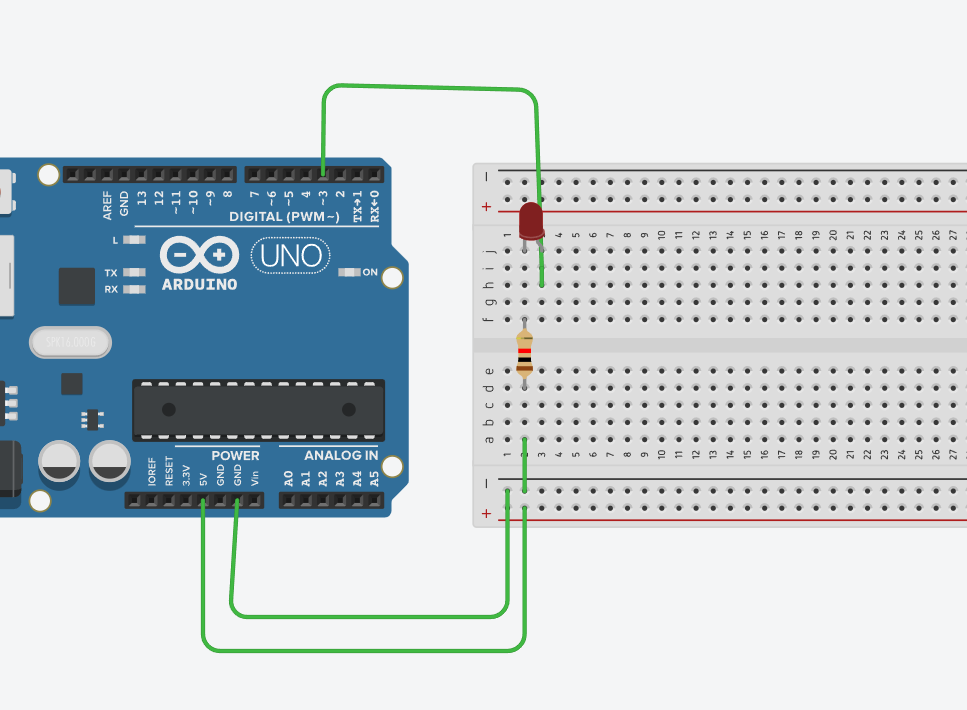 AREF
GND
13
12
~11
~10
~9
8
7
~6
~5
4
~3
2
TX→1
RX←0
DIGITAL (PWM~)
L
TX
RX
ON
UNO
ARDUINO
POWER
ANALOG IN
IOREF
RESET
3.3V
5V
GND
GND
Vin
A0
A1
A2
A3
A4
A5
−
+
1 3 4 5 6 7 8 9 10 11 12 13 14 15 16 17 18 19 20 21 22 23 24 25 26 27
j
i
h
g
f
e
d
c
b
a
1 2 3 4 5 6 7 8 9 10 11 12 13 14 15 16 17 18 19 20 21 22 23 24 25 26 27
−
+